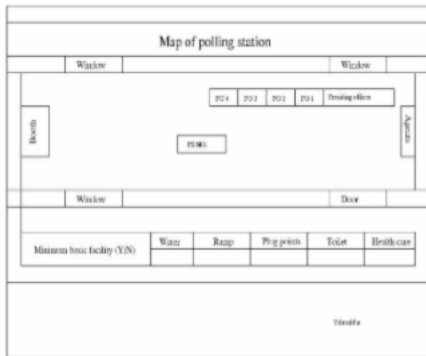 Map of polling station
Window Window
PO 4 PO 3 PO 2 PO 1 Presiding officer
Booth
Agents
Window Door
Minimum basic facility (Y/N) Water Ramp Plug points Toilet Health care